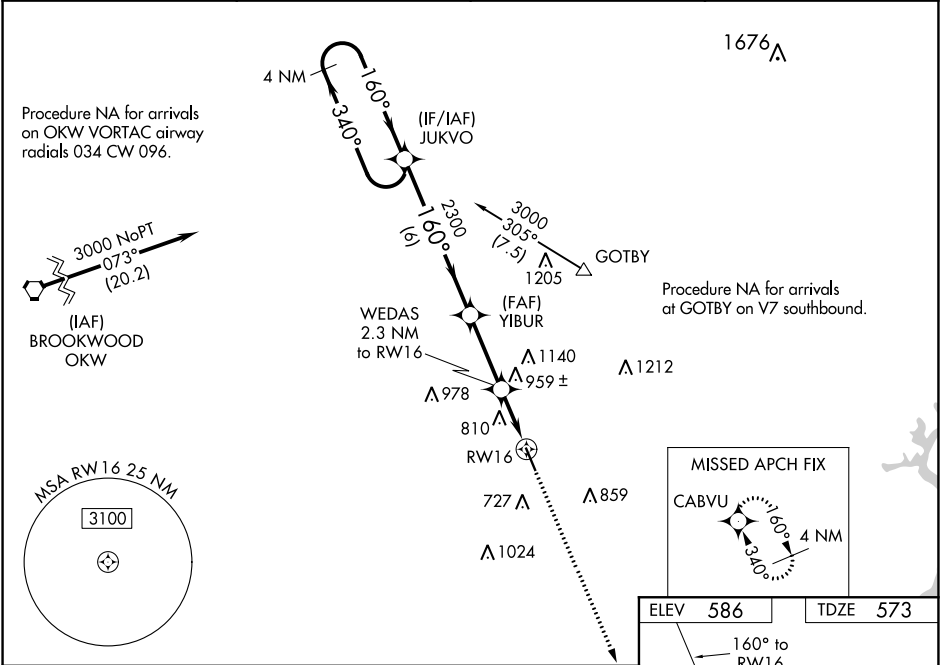 1676
4 NM
160°
340°
(IF/IAF)
JUKVO
Procedure NA for arrivals
on OKW VORTAC airway
radials 034 CW 096.
2300
160°
(6)
3000
305°
(7.5)
GOTBY
1205
3000 NoPT
073°
(20.2)
(IAF)
BROOKWOOD
OKW
Procedure NA for arrivals
at GOTBY on V7 southbound.
(FAF)
YIBUR
WEDAS
2.3 NM
to RW16
1140
959 ±
1212
978
810
RW16
MSA RW16 25 NM
3100
727
859
1024
MISSED APCH FIX
CABVU
160°
4 NM
340°
ELEV 586
TDZE 573
160° to
RW16